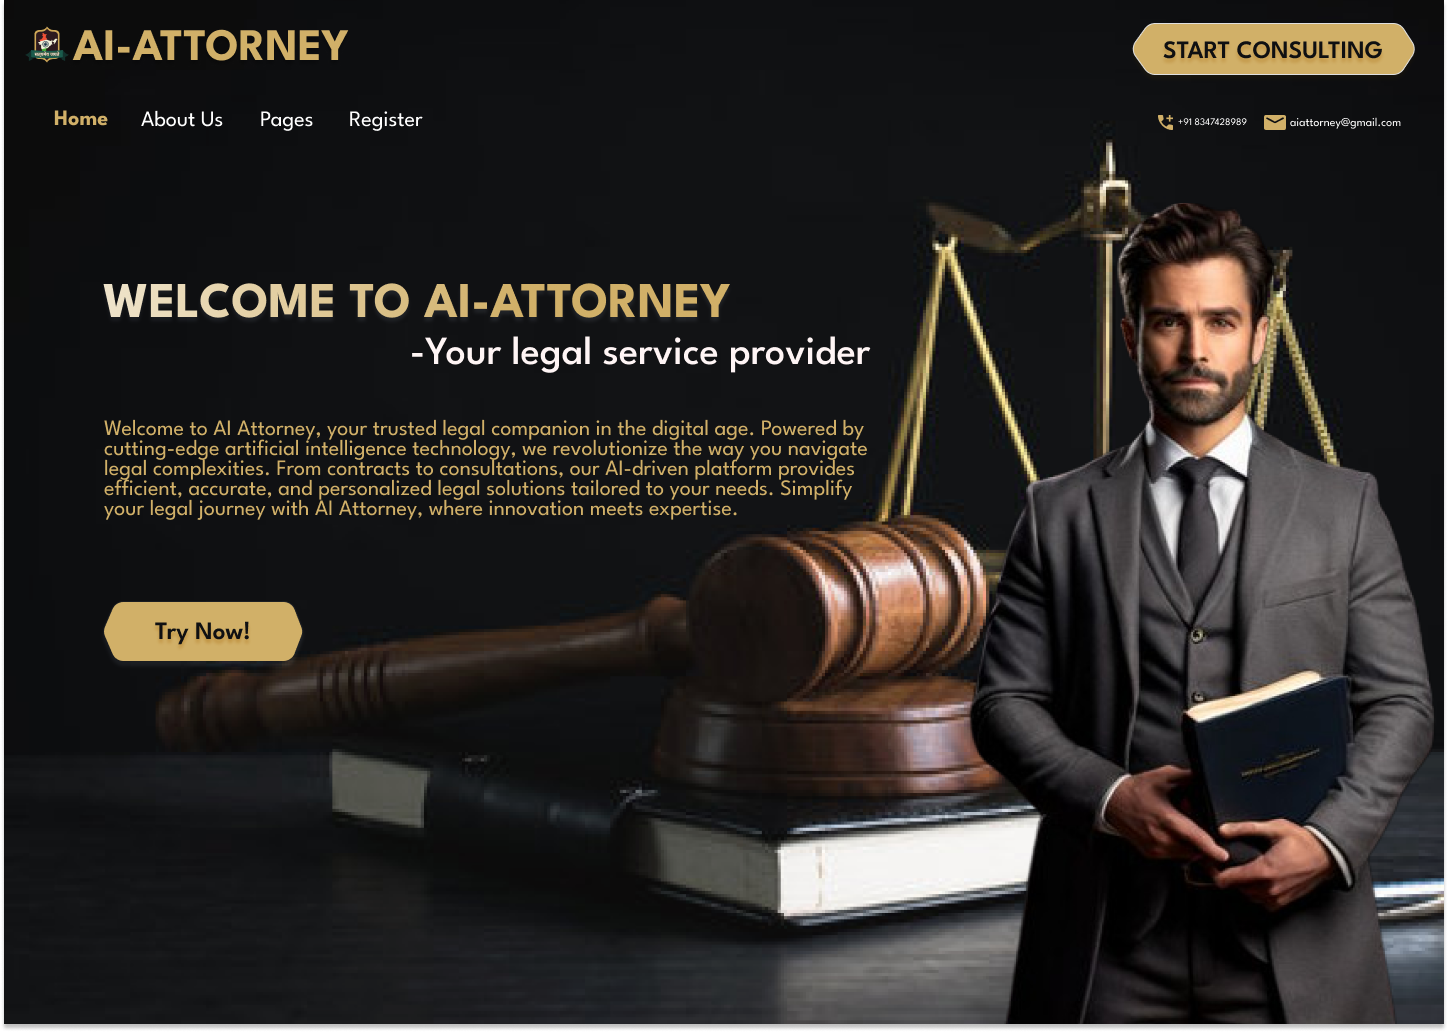 AI-ATTORNEY
START CONSULTING
Home About Us Pages Register
+91 8347428989 aiattorney@gmail.com
WELCOME TO AI-ATTORNEY
-Your legal service provider
Welcome to AI Attorney, your trusted legal companion in the digital age. Powered by
cutting-edge artificial intelligence technology, we revolutionize the way you navigate
legal complexities. From contracts to consultations, our AI-driven platform provides
efficient, accurate, and personalized legal solutions tailored to your needs. Simplify
your legal journey with AI Attorney, where innovation meets expertise.
Try Now!